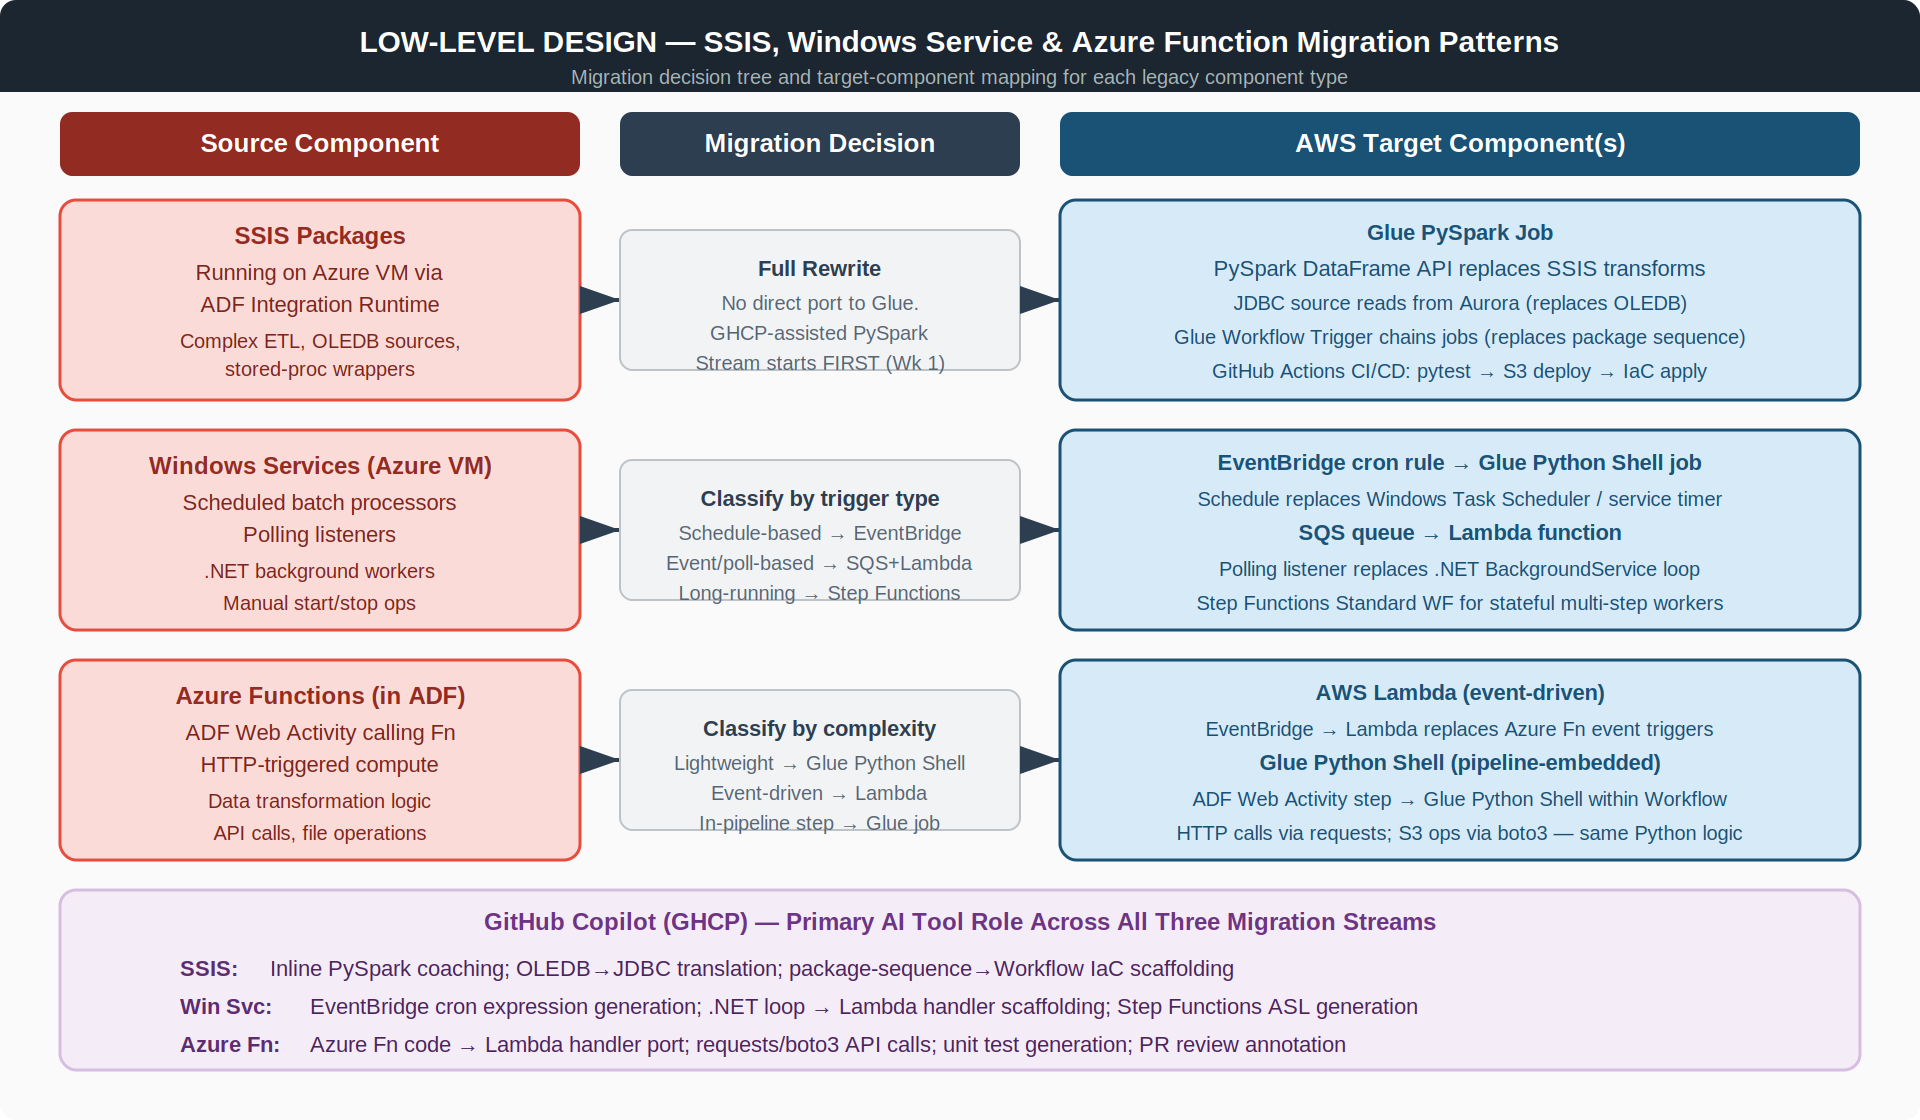 LOW-LEVEL DESIGN — SSIS, Windows Service & Azure Function Migration Patterns
Migration decision tree and target-component mapping for each legacy component type
Source Component
Migration Decision
AWS Target Component(s)
SSIS Packages
Running on Azure VM via
ADF Integration Runtime
Complex ETL, OLEDB sources,
stored-proc wrappers
Full Rewrite
No direct port to Glue.
GHCP-assisted PySpark
Stream starts FIRST (Wk 1)
Glue PySpark Job
PySpark DataFrame API replaces SSIS transforms
JDBC source reads from Aurora (replaces OLEDB)
Glue Workflow Trigger chains jobs (replaces package sequence)
GitHub Actions CI/CD: pytest → S3 deploy → IaC apply
Windows Services (Azure VM)
Scheduled batch processors
Polling listeners
.NET background workers
Manual start/stop ops
Classify by trigger type
Schedule-based → EventBridge
Event/poll-based → SQS+Lambda
Long-running → Step Functions
EventBridge cron rule → Glue Python Shell job
Schedule replaces Windows Task Scheduler / service timer
SQS queue → Lambda function
Polling listener replaces .NET BackgroundService loop
Step Functions Standard WF for stateful multi-step workers
Azure Functions (in ADF)
ADF Web Activity calling Fn
HTTP-triggered compute
Data transformation logic
API calls, file operations
Classify by complexity
Lightweight → Glue Python Shell
Event-driven → Lambda
In-pipeline step → Glue job
AWS Lambda (event-driven)
EventBridge → Lambda replaces Azure Fn event triggers
Glue Python Shell (pipeline-embedded)
ADF Web Activity step → Glue Python Shell within Workflow
HTTP calls via requests; S3 ops via boto3 — same Python logic
GitHub Copilot (GHCP) — Primary AI Tool Role Across All Three Migration Streams
SSIS: Inline PySpark coaching; OLEDB→JDBC translation; package-sequence→Workflow IaC scaffolding
Win Svc: EventBridge cron expression generation; .NET loop → Lambda handler scaffolding; Step Functions ASL generation
Azure Fn: Azure Fn code → Lambda handler port; requests/boto3 API calls; unit test generation; PR review annotation